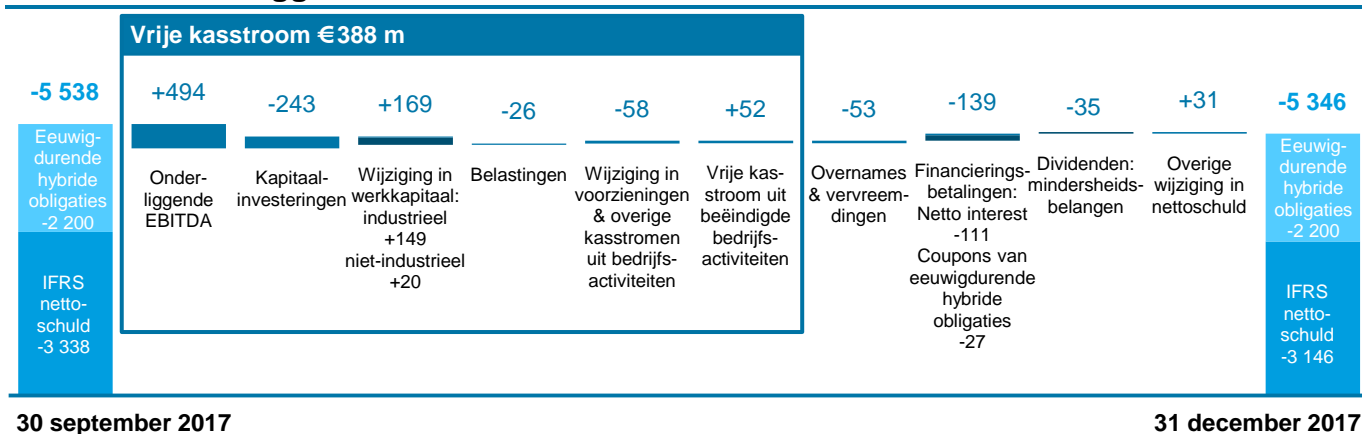 Vrije kasstroom €388 m
-5 538
Eeuwig-
durende
hybride
obligaties
-2 200
IFRS
netto-
schuld
-3 338
+494
Onder-
liggende
EBITDA
-243
Kapitaal-
investeringen
+169
Wijziging in
werkkapitaal:
industrieel
+149
niet-industrieel
+20
-26
Belastingen
-58
Wijziging in
voorzieningen
& overige
kasstromen
uit bedrijfs-
activiteiten
+52
Vrije kas-
stroom uit
beëindigde
bedrijfs-
activiteiten
-53
Overnames
& vervreem-
dingen
-139
Financierings-
betalingen:
Netto interest
-111
Coupons van
eeuwigdurende
hybride
obligaties
-27
-35
Dividenden:
mindersheids-
belangen
+31
Overige
wijziging in
nettoschuld
-5 346
Eeuwig-
durende
hybride
obligaties
-2 200
IFRS
netto-
schuld
-3 146
30 september 2017
31 december 2017